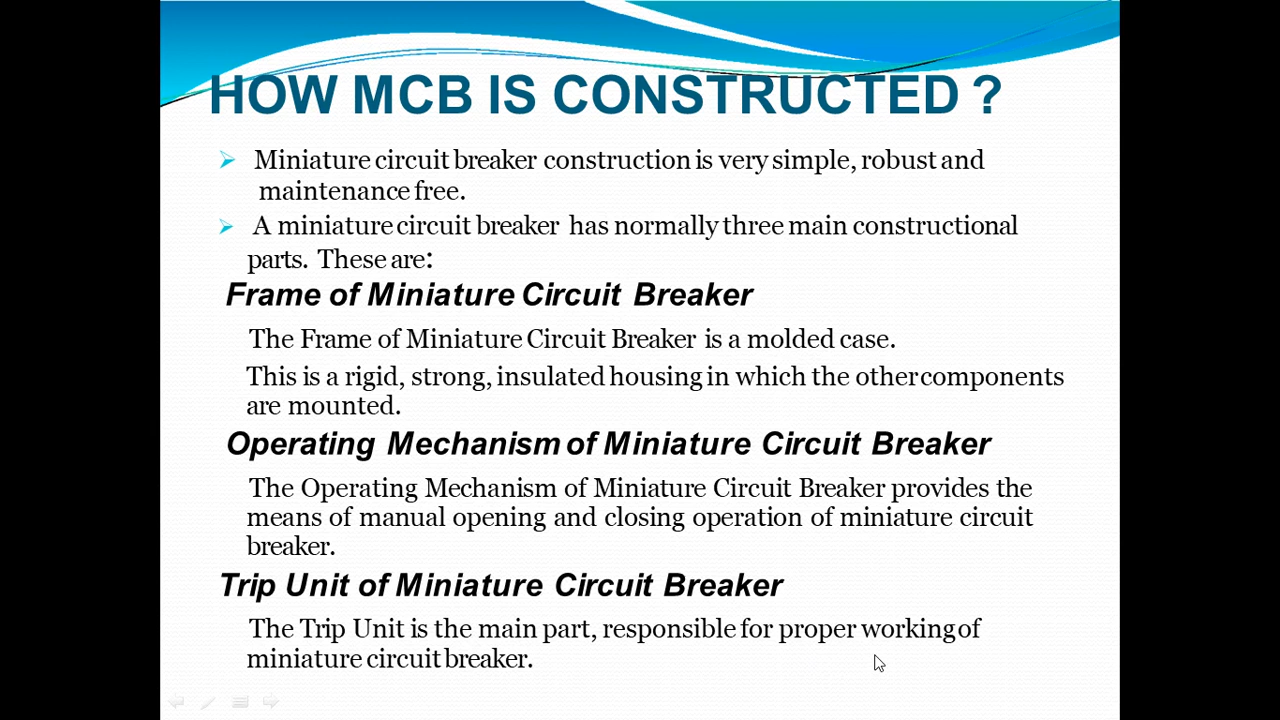 HOW MCB IS CONSTRUCTED ?
Miniature circuit breaker construction is very simple, robust and
maintenance free.
A miniature circuit breaker has normally three main constructional
parts. These are:
Frame of Miniature Circuit Breaker
The Frame of Miniature Circuit Breaker is a molded case.
This is a rigid, strong, insulated housing in which the other components
are mounted.
Operating Mechanism of Miniature Circuit Breaker
The Operating Mechanism of Miniature Circuit Breaker provides the
means of manual opening and closing operation of miniature circuit
breaker.
Trip Unit of Miniature Circuit Breaker
The Trip Unit is the main part, responsible for proper working of
miniature circuit breaker.